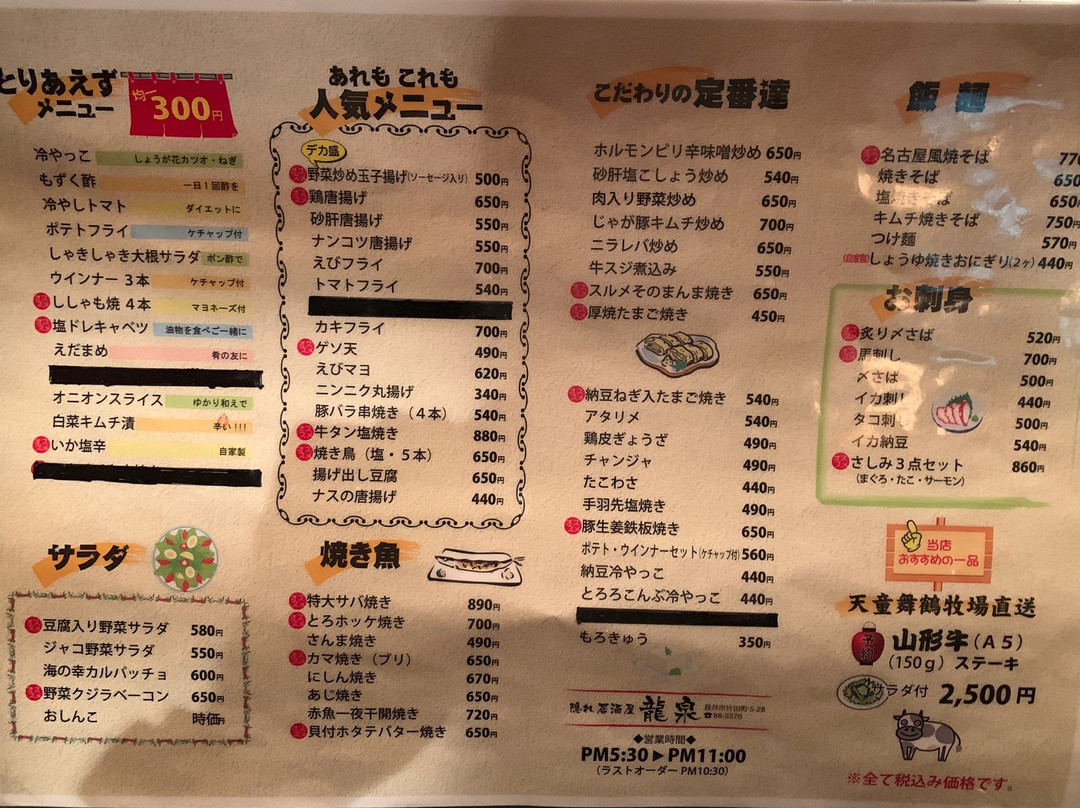 とりあえず
メニュー
均一
300円
冷やっこ しょうが花カツオ・ねぎ
もずく酢 一日1回酢を
冷やしトマト ダイエットに
ポテトフライ ケチャップ付
しゃきしゃき大根サラダ ポン酢で
ウインナー3本 ケチャップ付
ししゃも焼4本 マヨネーズ付
塩ドレキャベツ 油物を食べご一緒に
えだまめ 肴の友に
オニオンスライス ゆかり和えで
白菜キムチ漬 辛い!!!
いか塩辛 自家製
サラダ
豆腐入り野菜サラダ 580円
ジャコ野菜サラダ 550円
海の幸カルパッチョ 600円
野菜クジラベーコン 650円
おしんこ 時価
あれも これも
人気メニュー
デカ盛
野菜炒め玉子揚げ(ソーセージ入り) 500円
鶏唐揚げ 650円
砂肝唐揚げ 550円
ナンコツ唐揚げ 550円
えびフライ 700円
トマトフライ 540円
カキフライ 700円
ゲソ天 490円
えびマヨ 620円
ニンニク丸揚げ 340円
豚バラ串焼き(4本) 540円
牛タン塩焼き 880円
焼き鳥(塩・5本) 650円
揚げ出し豆腐 650円
ナスの唐揚げ 440円
焼き魚
特大サバ焼き 890円
とろホッケ焼き 700円
さんま焼き 490円
カマ焼き(ブリ) 650円
にしん焼き 670円
あじ焼き 650円
赤魚一夜干開焼き 720円
貝付ホタテバター焼き 650円
こだわりの定番達
ホルモンピリ辛味噌炒め 650円
砂肝塩こしょう炒め 540円
肉入り野菜炒め 650円
じゃが豚キムチ炒め 700円
ニラレバ炒め 650円
牛スジ煮込み 550円
スルメそのまんま焼き 650円
厚焼たまご焼き 450円
納豆ねぎ入たまご焼き 540円
アタリメ 540円
鶏皮ぎょうざ 490円
チャンジャ 490円
たこわさ 440円
手羽先塩焼き 490円
豚生姜鉄板焼き 650円
ポテト・ウインナーセット(ケチャップ付) 560円
納豆冷やっこ 440円
とろろこんぶ冷やっこ 440円
もろきゅう 350円
隠れ居酒屋 龍泉
☎88-5576
◆営業時間◆
PM5:30▶PM11:00
(ラストオーダー PM10:30)
飯 麺
名古屋風焼そば 770
焼きそば 650
塩焼きそば 650
キムチ焼きそば 750円
つけ麺 570円
(自家製)しょうゆ焼きおにぎり(2ヶ) 440円
お刺身
炙り〆さば 520円
馬刺し 700円
〆さば 500円
イカ刺し 440円
タコ刺し 500円
イカ納豆 540円
さしみ3点セット 860円
(まぐろ・たこ・サーモン)
当店
おすすめの一品
天童舞鶴牧場直送
予約
山形牛(A5)
(150g)ステーキ
サラダ付 2,500円
※全て税込み価格です。